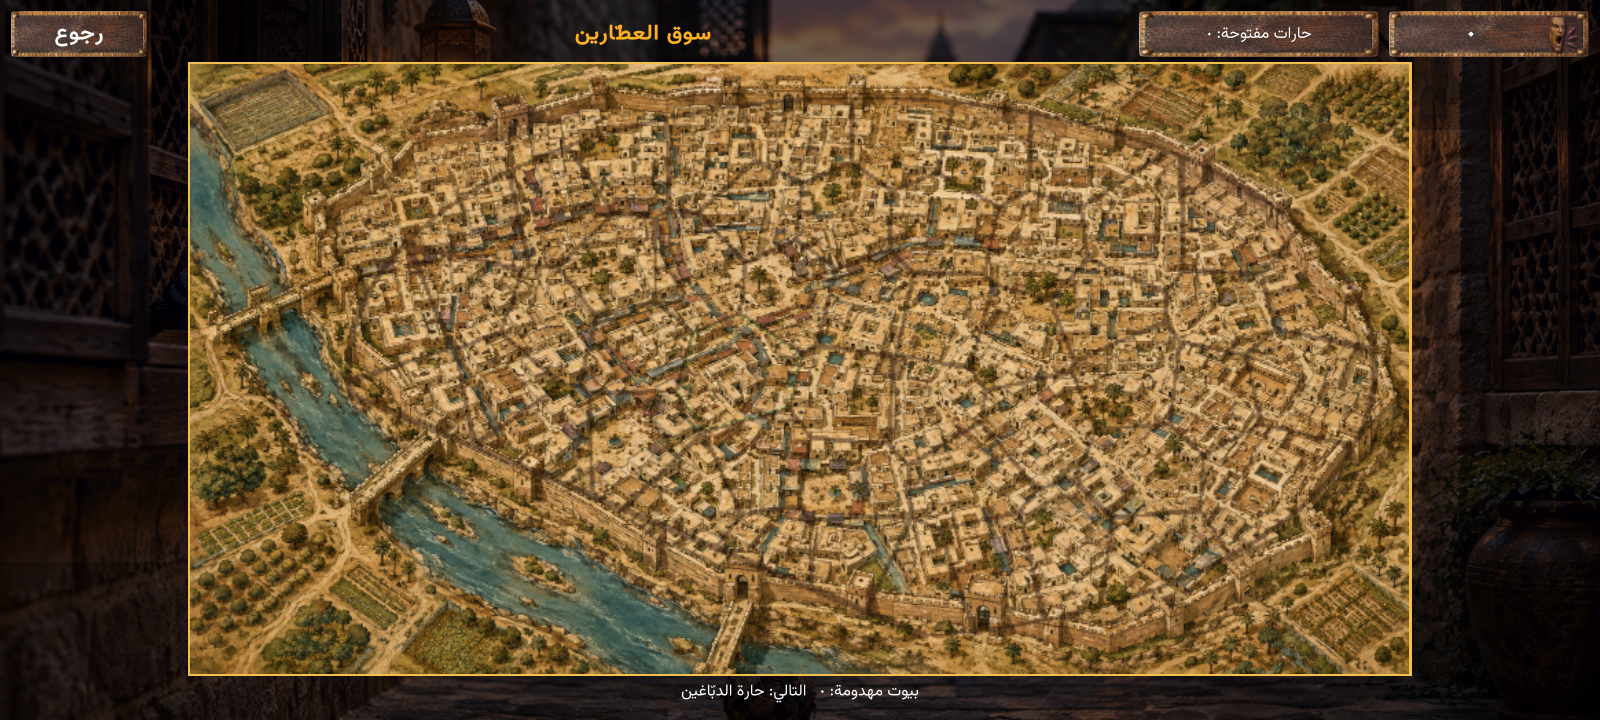 ٠
حارات مفتوحة: ٠
سوق العطّارين
رجوع
بيوت مهدومة: ٠ التالي: حارة الدبّاغين